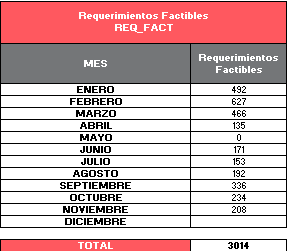 Requerimientos Factibles
REQ_FACT
MES Requerimientos Factibles
ENERO 492
FEBRERO 627
MARZO 466
ABRIL 135
MAYO 0
JUNIO 171
JULIO 153
AGOSTO 192
SEPTIEMBRE 336
OCTUBRE 234
NOVIEMBRE 208
DICIEMBRE
TOTAL 3014